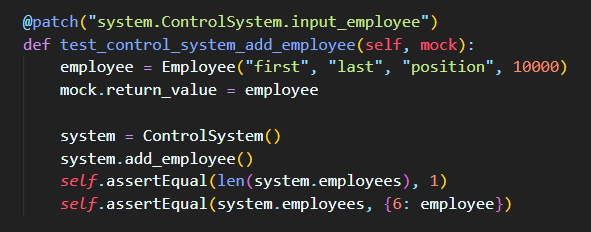 @patch("system.ControlSystem.input_employee")
def test_control_system_add_employee(self, mock):
    employee = Employee("first", "last", "position", 10000)
    mock.return_value = employee

    system = ControlSystem()
    system.add_employee()
    self.assertEqual(len(system.employees), 1)
    self.assertEqual(system.employees, {6: employee})